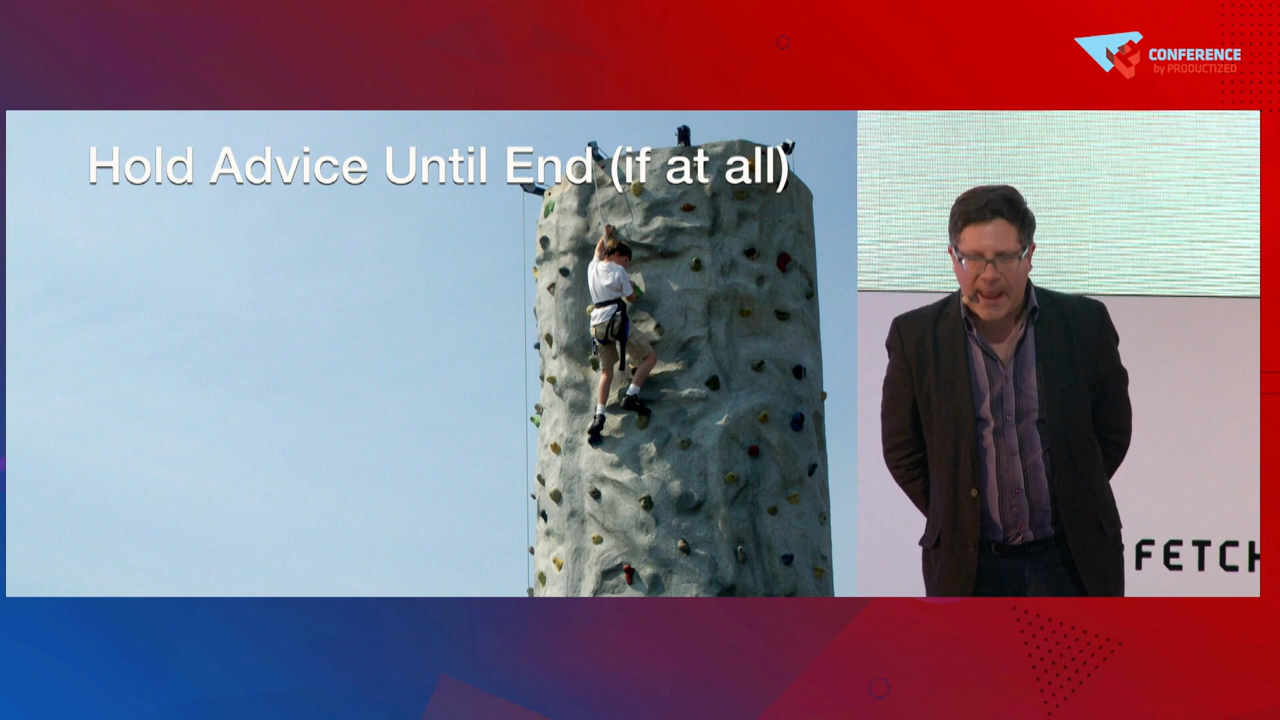 CONFERENCE
by PRODUCTIZED
Hold Advice Until End (if at all)
FETCH